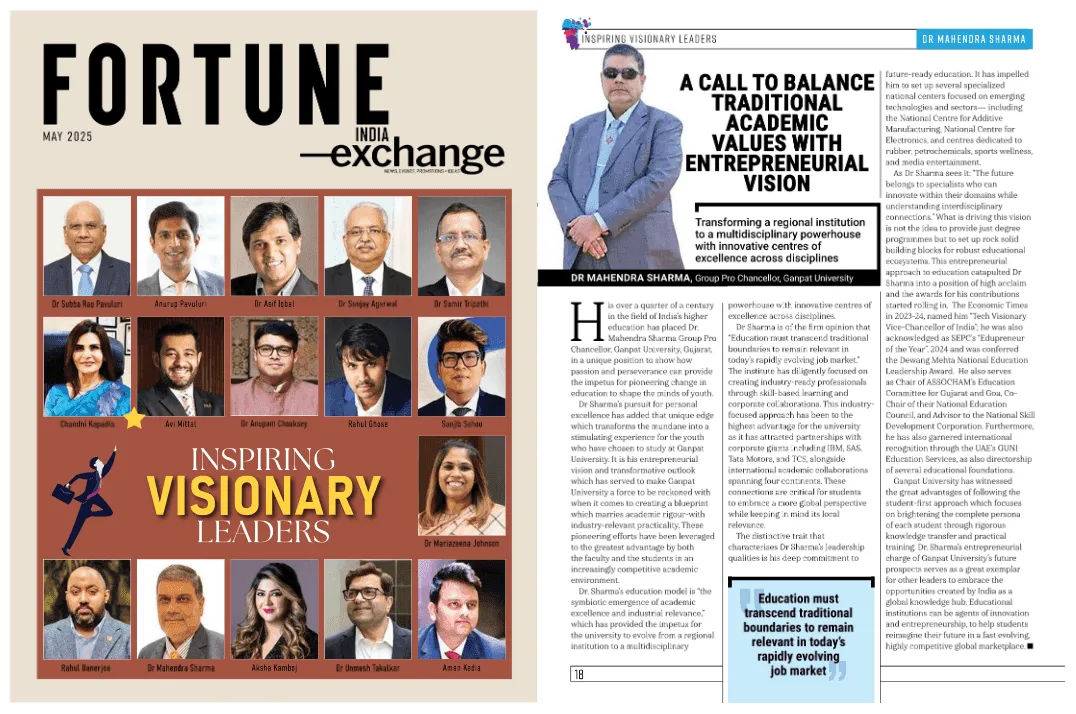 FORTUNE
INDIA
exchange
NEWS, EVENTS, PROMOTIONS + IDEAS
MAY 2025
Dr Subba Rao Pavuluri
Anurup Pavuluri
Dr Asif Iqbal
Dr Sanjay Agarwal
Dr Samir Tripathi
Chandni Kapadia
Avi Mittal
Dr Anupam Chouksey
Rahul Ghose
Sanjib Sahoo
INSPIRING
VISIONARY
LEADERS
Dr Mariazeena Johnson
Rahul Banerjee
Dr Mahendra Sharma
Aksha Kamboj
Dr Unmesh Takalkar
Aman Kedia
INSPIRING VISIONARY LEADERS
DR MAHENDRA SHARMA
A CALL TO BALANCE
TRADITIONAL
ACADEMIC
VALUES WITH
ENTREPRENEURIAL
VISION
Transforming a regional institution
to a multidisciplinary powerhouse
with innovative centres of
excellence across disciplines
DR MAHENDRA SHARMA, Group Pro Chancellor, Ganpat University
His over a quarter of a century
in the field of India's higher
education has placed Dr.
Mahendra Sharma Group Pro
Chancellor, Ganpat University, Gujarat,
in a unique position to show how
passion and perseverance can provide
the impetus for pioneering change in
education to shape the minds of youth.
Dr Sharma's pursuit for personal
excellence has added that unique edge
which transforms the mundane into a
stimulating experience for the youth
who have chosen to study at Ganpat
University. It is his entrepreneurial
vision and transformative outlook
which has served to make Ganpat
University a force to be reckoned with
when it comes to creating a blueprint
which marries academic rigour-with
industry-relevant practicality. These
pioneering efforts have been leveraged
to the greatest advantage by both
the faculty and the students in an
increasingly competitive academic
environment.
Dr. Sharma's education model is "the
symbiotic emergence of academic
excellence and industrial relevance,"
which has provided the impetus for
the university to evolve from a regional
institution to a multidisciplinary
powerhouse with innovative centres of
excellence across disciplines.
Dr Sharma is of the firm opinion that
"Education must transcend traditional
boundaries to remain relevant in
today's rapidly evolving job market."
The institute has diligently focused on
creating industry-ready professionals
through skill-based learning and
corporate collaborations. This industry-
focused approach has been to the
highest advantage for the university
as it has attracted partnerships with
corporate giants including IBM, SAS,
Tata Motors, and TCS, alongside
international academic collaborations
spanning four continents. These
connections are critical for students
to embrace a more global perspective
while keeping in mind its local
relevance.
The distinctive trait that
characterises Dr Sharma's leadership
qualities is his deep commitment to
Education must
transcend traditional
boundaries to remain
relevant in today's
rapidly evolving
job market
future-ready education. It has impelled
him to set up several specialized
national centers focused on emerging
technologies and sectors— including
the National Centre for Additive
Manufacturing, National Centre for
Electronics, and centres dedicated to
rubber, petrochemicals, sports wellness,
and media entertainment.
As Dr Sharma sees it: "The future
belongs to specialists who can
innovate within their domains while
understanding interdisciplinary
connections." What is driving this vision
is not the idea to provide just degree
programmes but to set up rock solid
building blocks for robust educational
ecosystems. This entrepreneurial
approach to education catapulted Dr
Sharma into a position of high acclaim
and the awards for his contributions
started rolling in. The Economic Times
in 2023-24, named him "Tech Visionary
Vice-Chancellor of India"; he was also
acknowledged as SEPC's "Edupreneur
of the Year", 2024 and was conferred
the Dewang Mehta National Education
Leadership Award. He also serves
as Chair of ASSOCHAM's Education
Committee for Gujarat and Goa, Co-
Chair of their National Education
Council, and Advisor to the National Skill
Development Corporation. Furthermore,
he has also garnered international
recognition through the UAE's GUNI
Education Services, as also directorship
of several educational foundations.
Ganpat University has witnessed
the great advantages of following the
student-first approach which focuses
on brightening the complete persona
of each student through rigorous
knowledge transfer and practical
training. Dr. Sharma's entrepreneurial
charge of Ganpat University's future
prospects serves as a great exemplar
for other leaders to embrace the
opportunities created by India as a
global knowledge hub. Educational
institutions can be agents of innovation
and entrepreneurship, to help students
reimagine their future in a fast evolving,
highly competitive global marketplace.
18